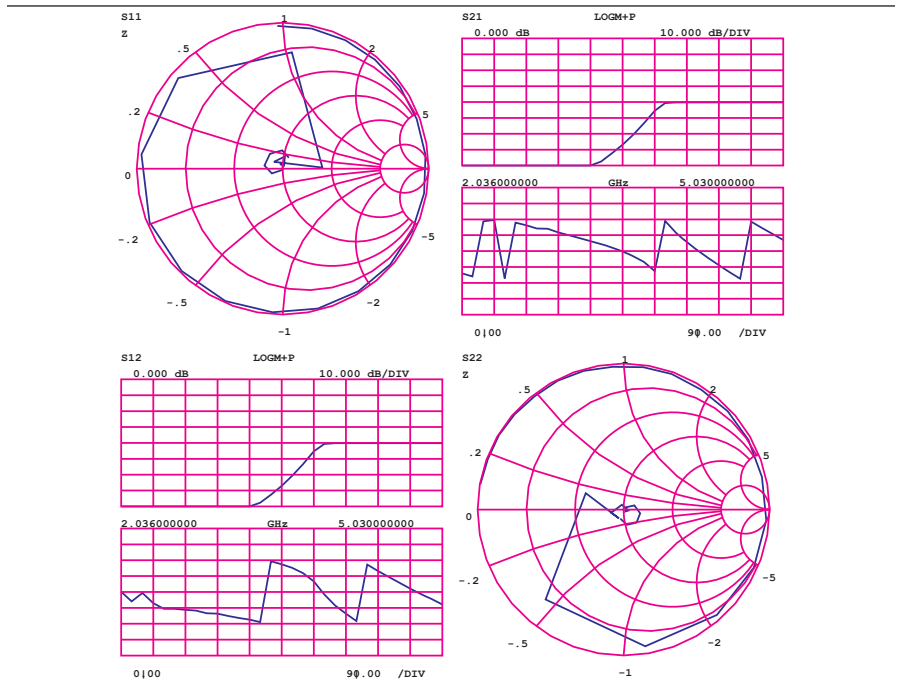 S11
Z
1
.5
2
.2
5
0
-.2
-5
-.5
-2
-1
S21 LOGM+P
0.000 dB 10.000 dB/DIV
2.036000000 GHz 5.030000000
0.00 90.00 /DIV
S12 LOGM+P
0.000 dB 10.000 dB/DIV
2.036000000 GHz 5.030000000
0.00 90.00 /DIV
S22
Z
1
.5
2
.2
5
0
-.2
-5
-.5
-2
-1